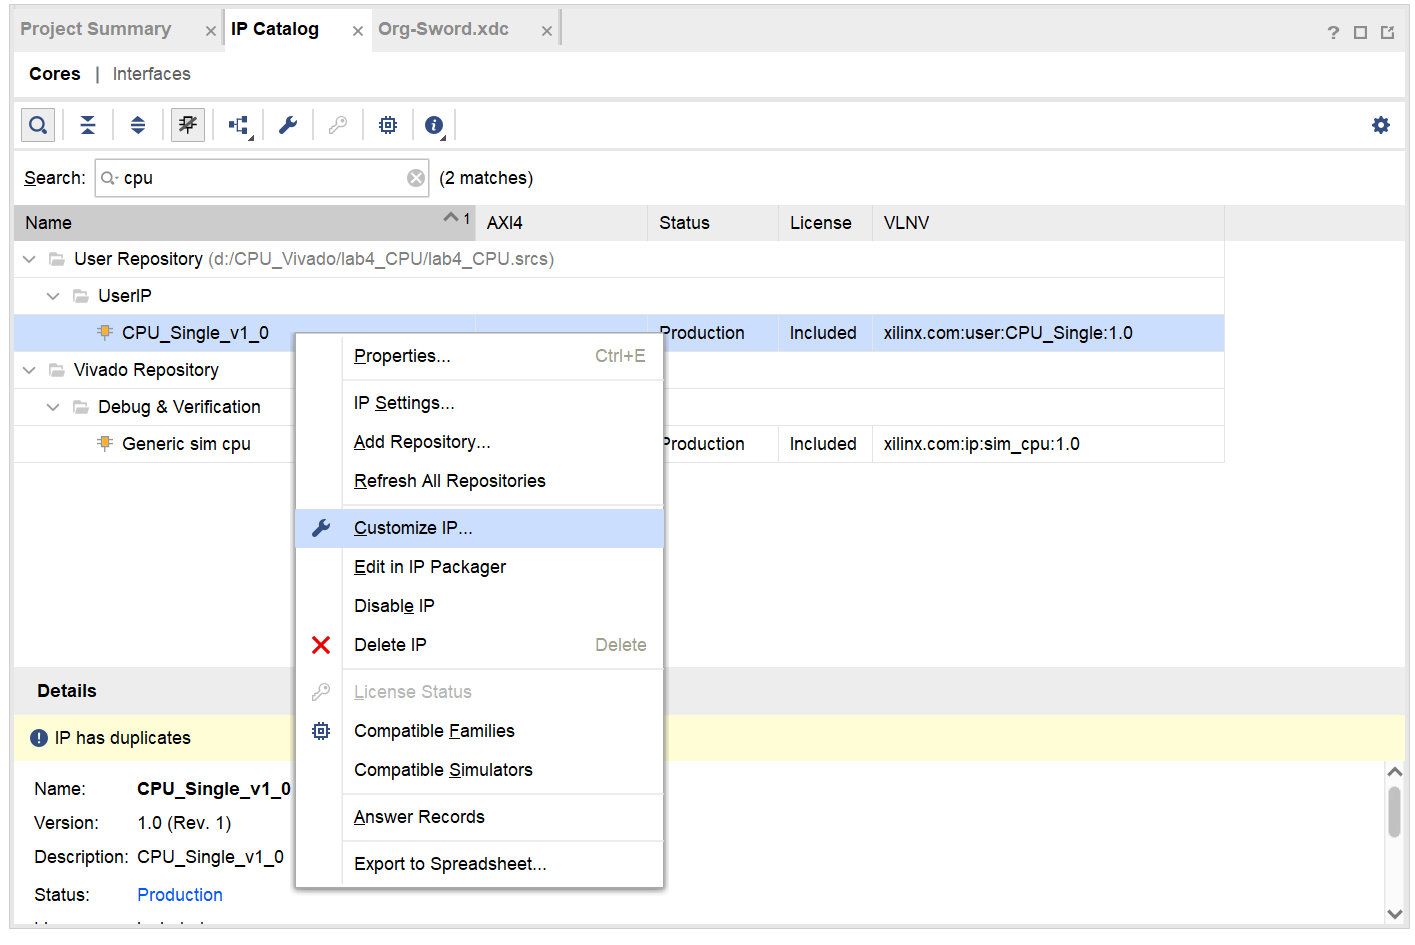 Project Summary × IP Catalog × Org-Sword.xdc ×
Cores | Interfaces
Search: cpu (2 matches)
Name 1 AXI4 Status License VLNV
User Repository (d:/CPU_Vivado/lab4_CPU/lab4_CPU.srcs)
UserIP
CPU_Single_v1_0 Production Included xilinx.com:user:CPU_Single:1.0
Vivado Repository
Debug & Verification
Generic sim cpu Production Included xilinx.com:ip:sim_cpu:1.0
Properties... Ctrl+E
IP Settings...
Add Repository...
Refresh All Repositories
Customize IP...
Edit in IP Packager
Disable IP
Delete IP Delete
License Status
Compatible Families
Compatible Simulators
Answer Records
Export to Spreadsheet...
Details
IP has duplicates
Name: CPU_Single_v1_0
Version: 1.0 (Rev. 1)
Description: CPU_Single_v1_0
Status: Production